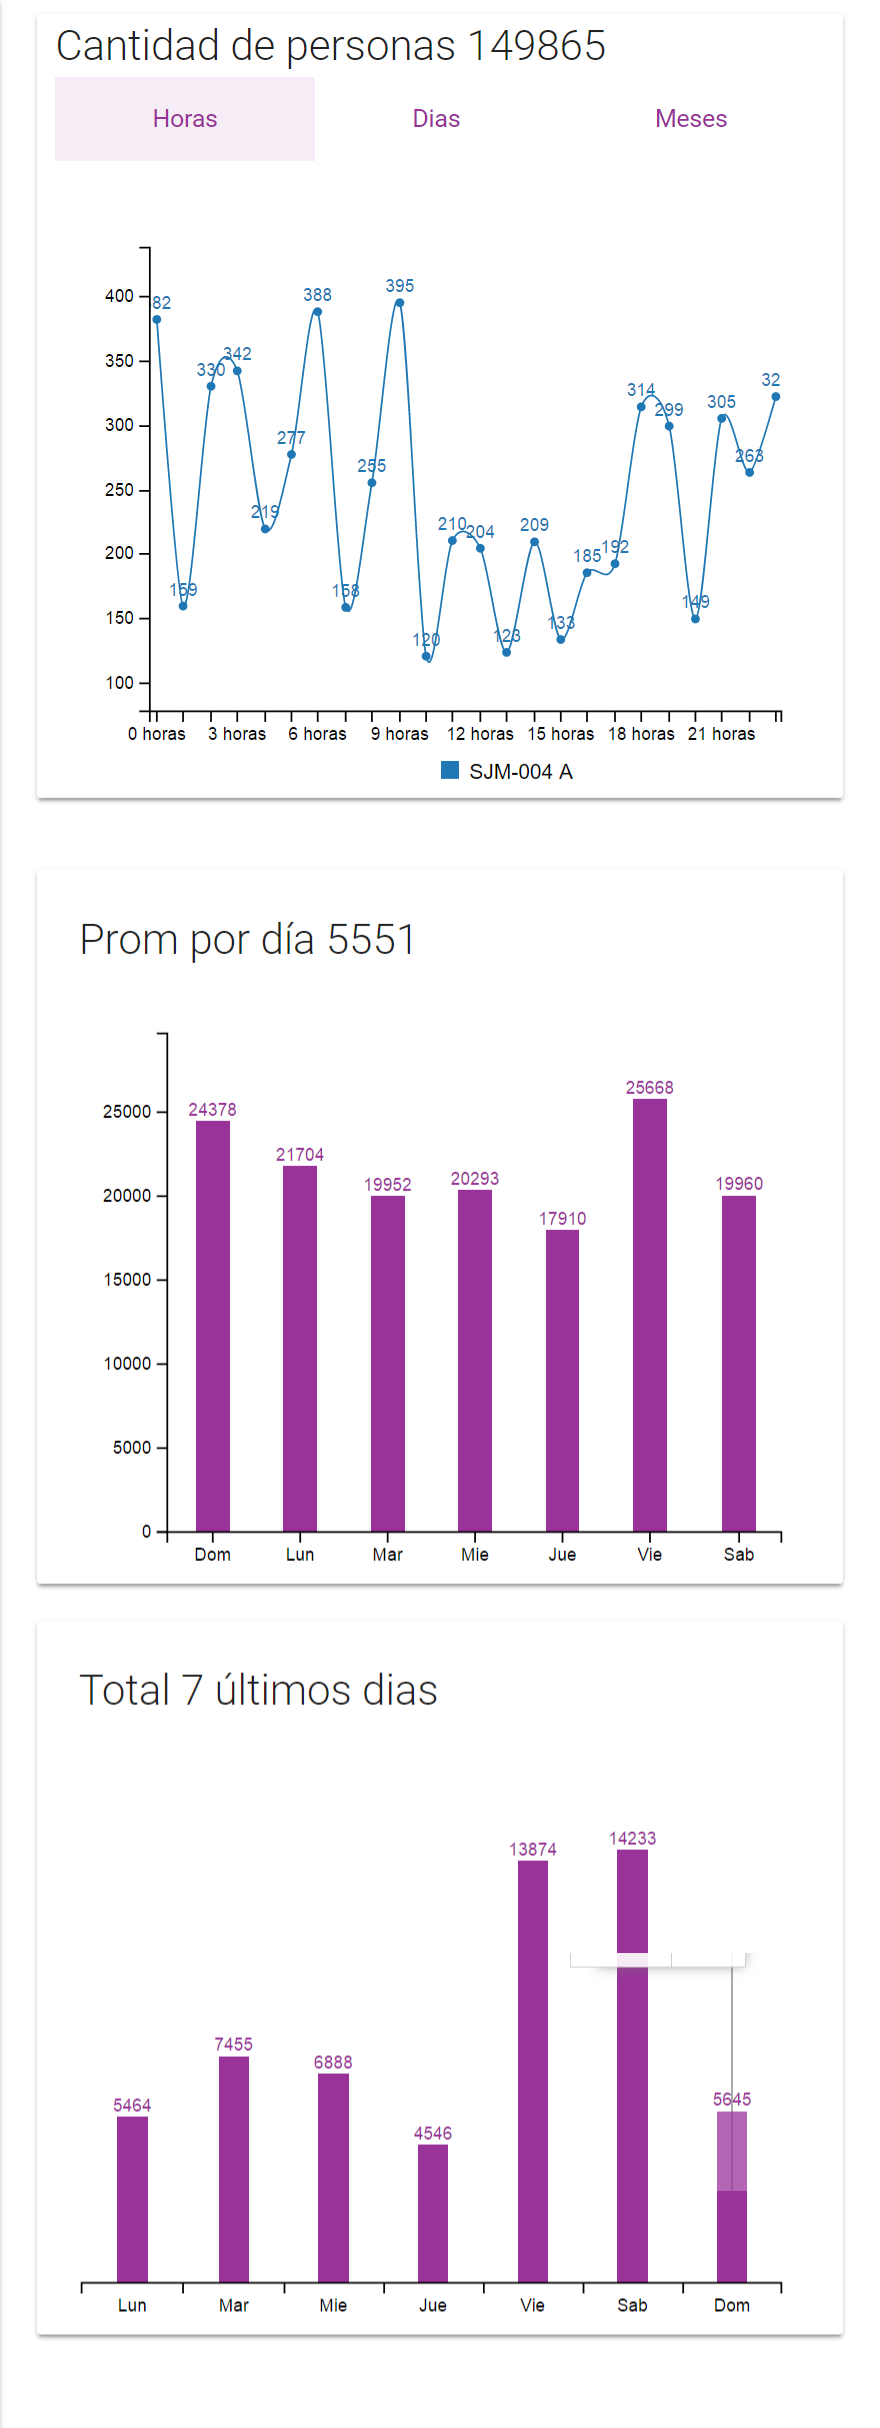 Cantidad de personas 149865
Horas Dias Meses
400
350
300
250
200
150
100
82 159 330 342 219 277 388 158 255 395 120 210 204 123 209 133 185 192 314 299 149 305 263 32
0 horas 3 horas 6 horas 9 horas 12 horas 15 horas 18 horas 21 horas
SJM-004 A
Prom por día 5551
25000
20000
15000
10000
5000
0
24378 21704 19952 20293 17910 25668 19960
Dom Lun Mar Mie Jue Vie Sab
Total 7 últimos dias
5464 7455 6888 4546 13874 14233 5645
Lun Mar Mie Jue Vie Sab Dom